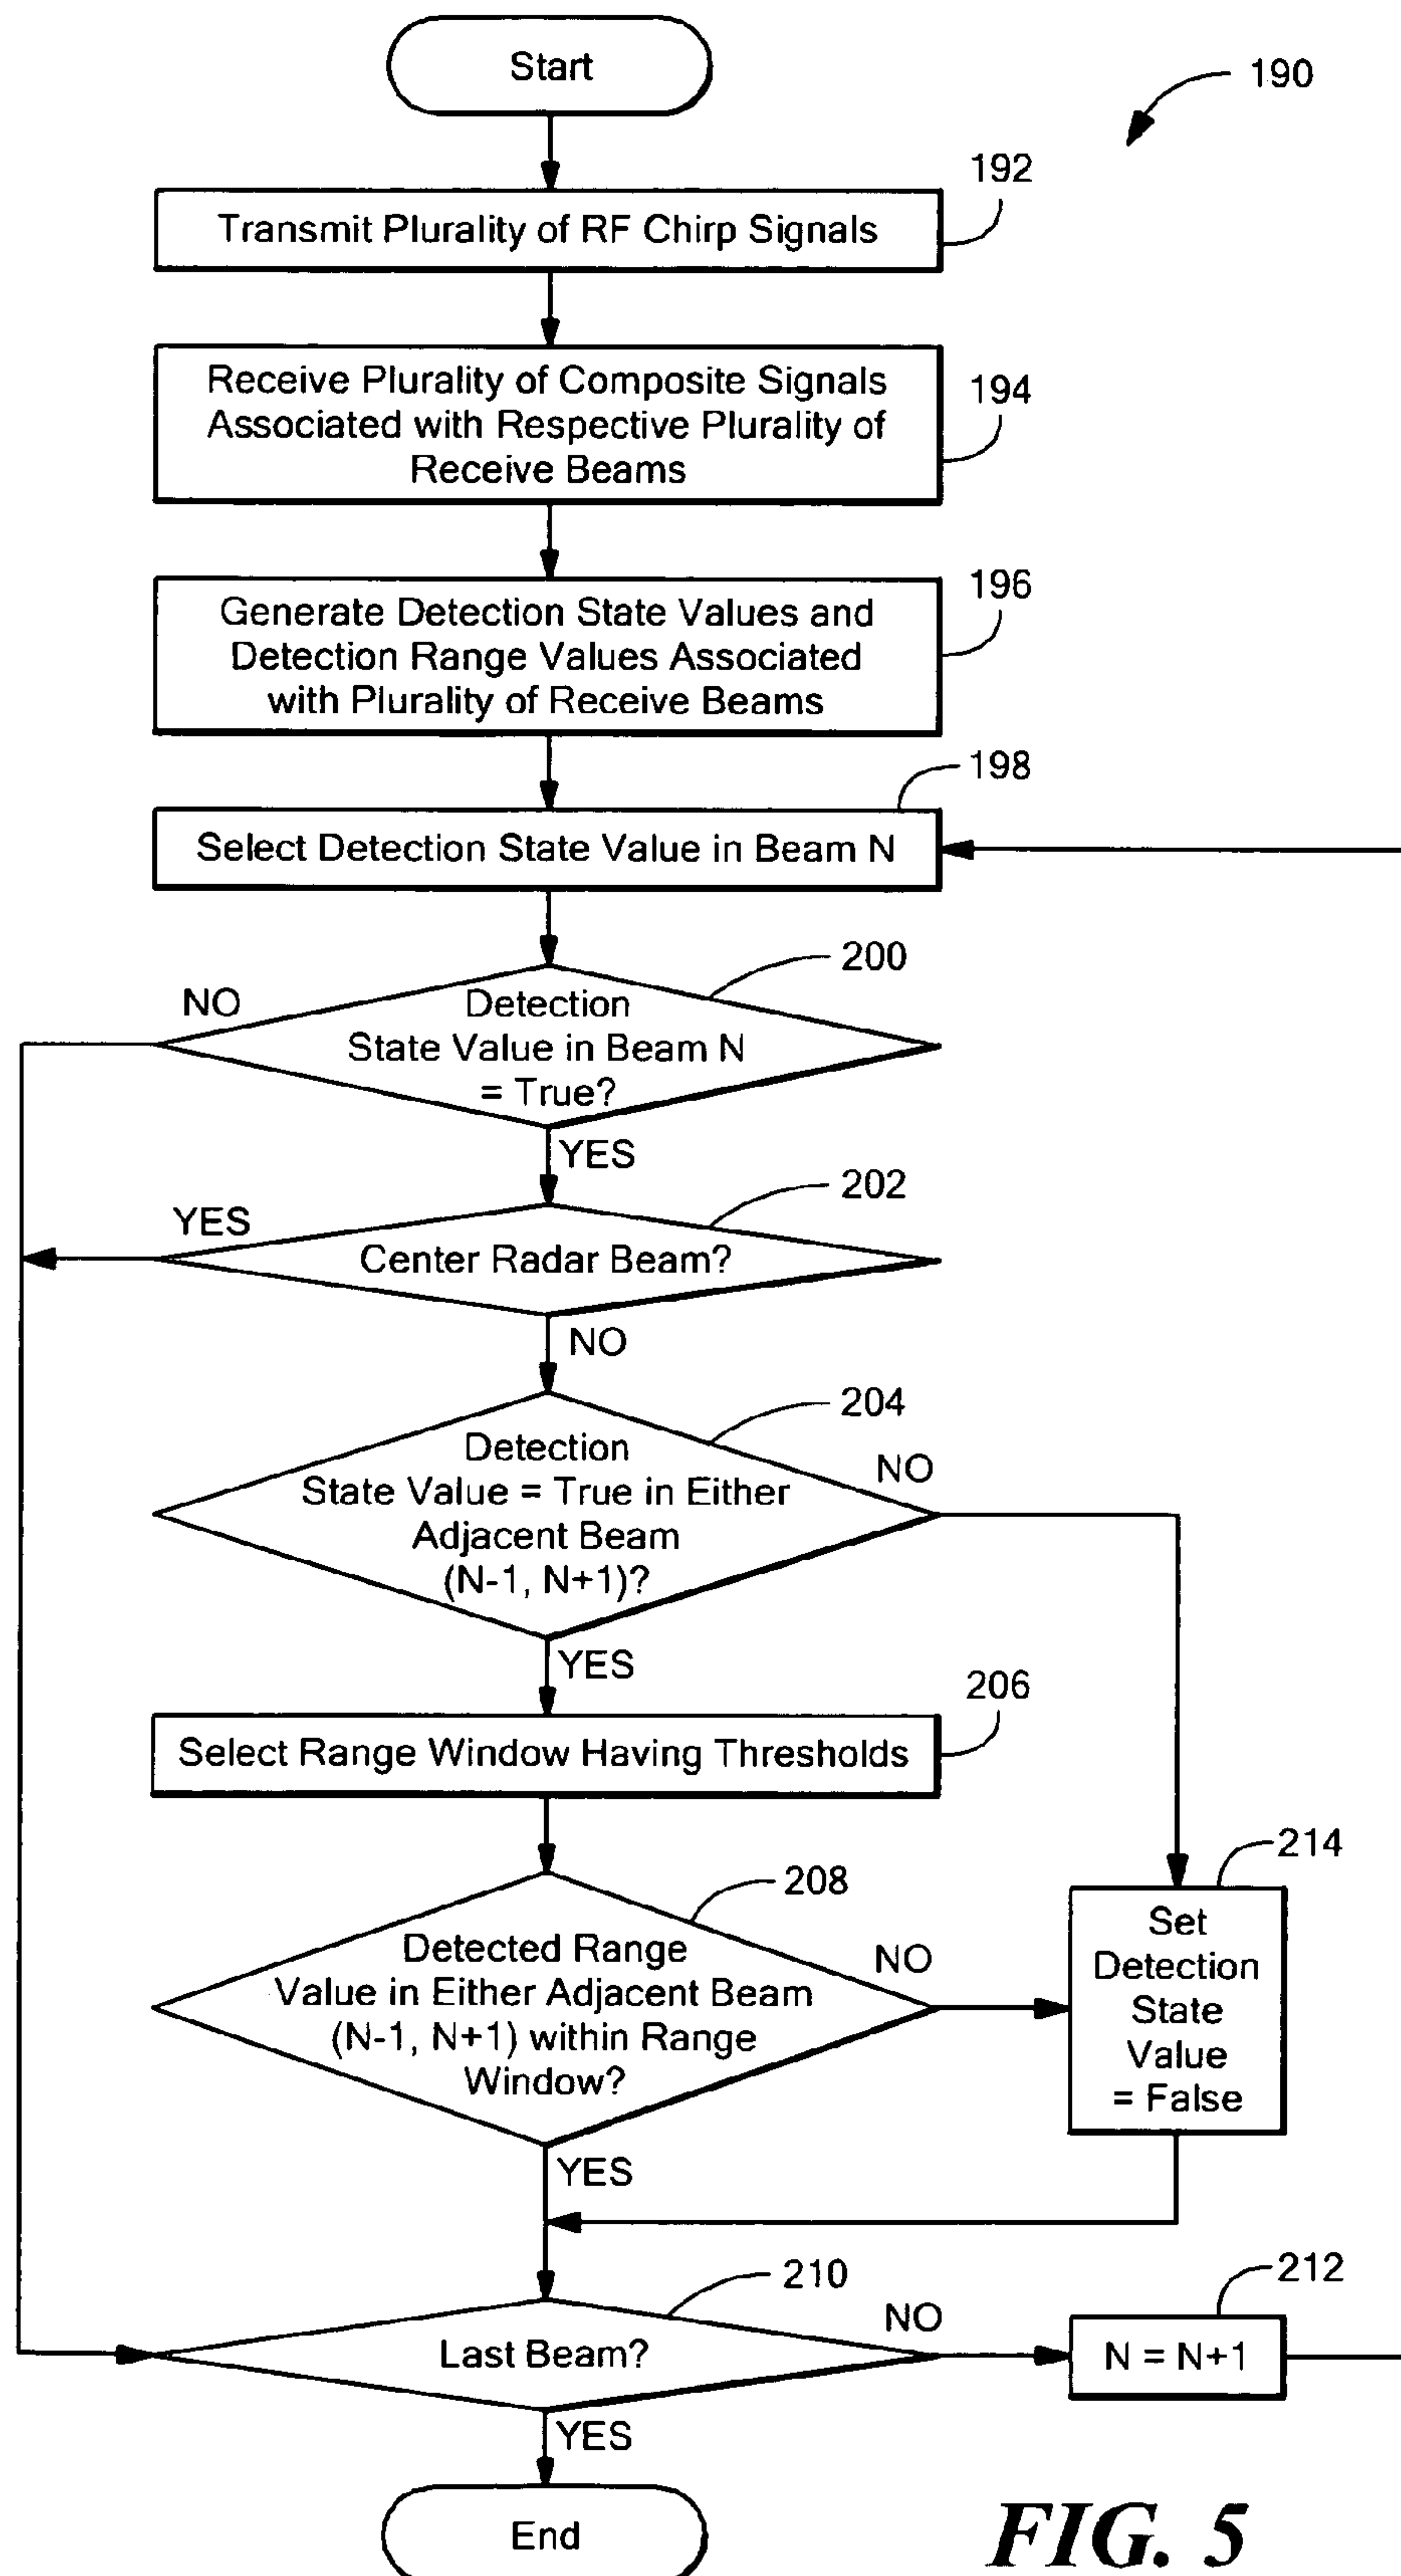 Start
190
192
Transmit Plurality of RF Chirp Signals
Receive Plurality of Composite Signals
Associated with Respective Plurality of
Receive Beams
194
196
Generate Detection State Values and
Detection Range Values Associated
with Plurality of Receive Beams
198
Select Detection State Value in Beam N
200
NO
Detection
State Value in Beam N
= True?
YES
202
YES
Center Radar Beam?
NO
204
Detection
State Value = True in Either
Adjacent Beam
(N-1, N+1)?
NO
YES
206
Select Range Window Having Thresholds
208
Detected Range
Value in Either Adjacent Beam
(N-1, N+1) within Range
Window?
NO
214
Set
Detection
State
Value
= False
YES
210
Last Beam?
NO
212
N = N+1
YES
End
FIG. 5